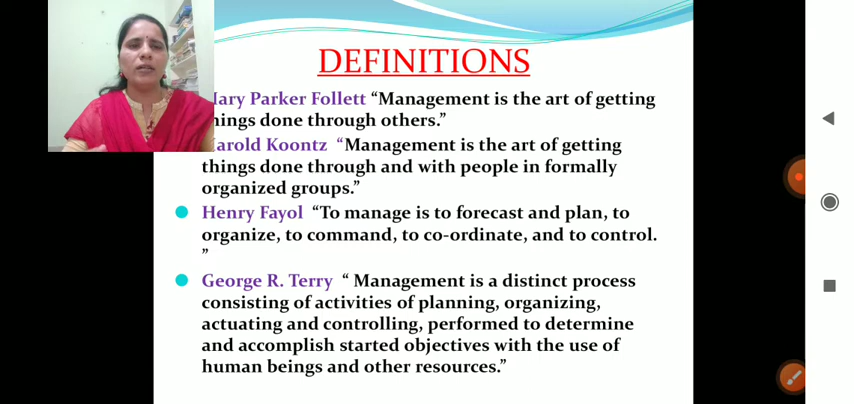 DEFINITIONS
Mary Parker Follett “Management is the art of getting
things done through others.”
Harold Koontz “Management is the art of getting
things done through and with people in formally
organized groups.”
Henry Fayol “To manage is to forecast and plan, to
organize, to command, to co-ordinate, and to control.
”
George R. Terry “ Management is a distinct process
consisting of activities of planning, organizing,
actuating and controlling, performed to determine
and accomplish started objectives with the use of
human beings and other resources.”